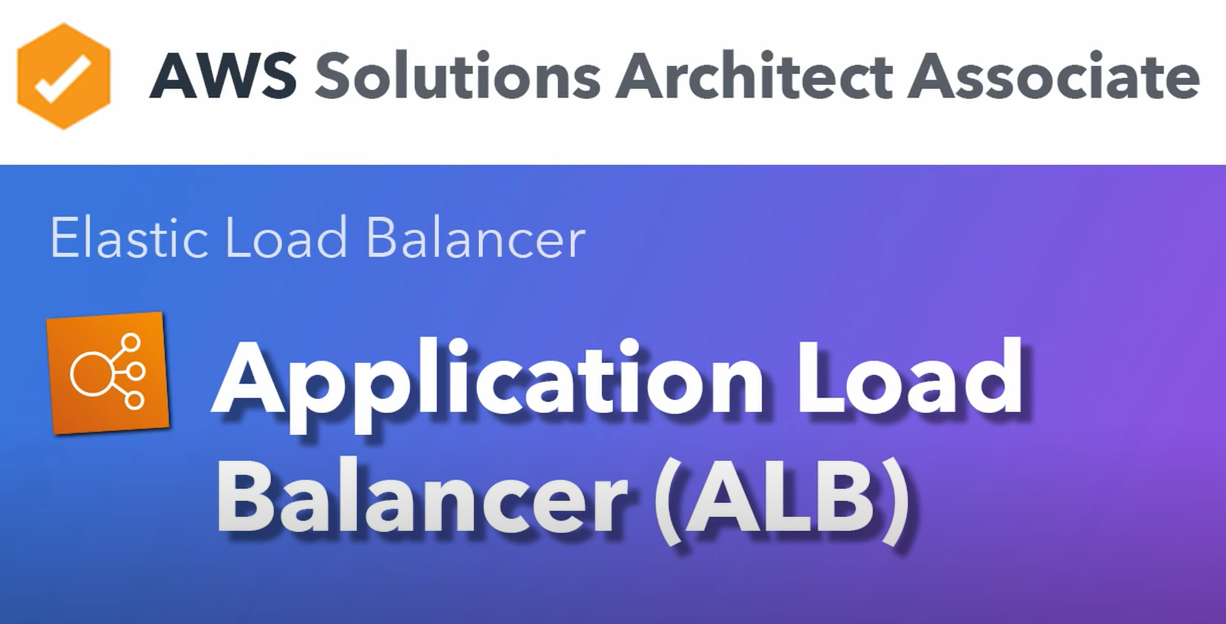 AWS Solutions Architect Associate
Elastic Load Balancer
Application Load
Balancer (ALB)